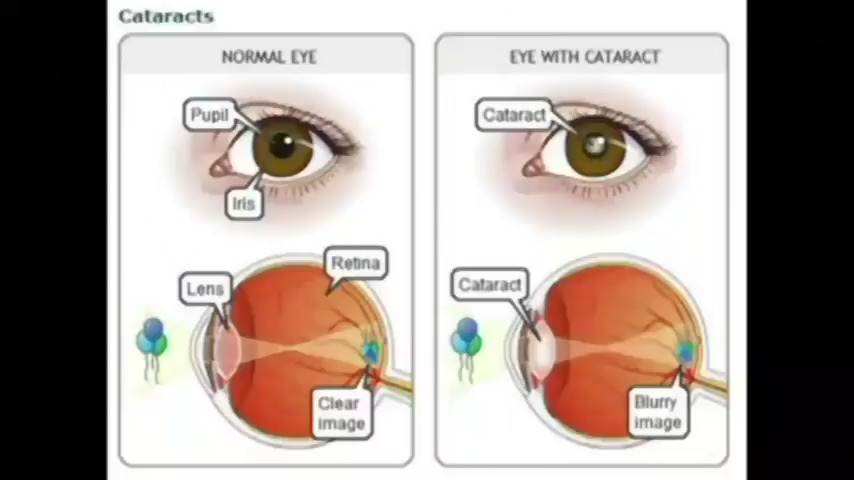 Cataracts
NORMAL EYE
Pupil
Iris
Lens
Retina
Clear
image
EYE WITH CATARACT
Cataract
Cataract
Blurry
image